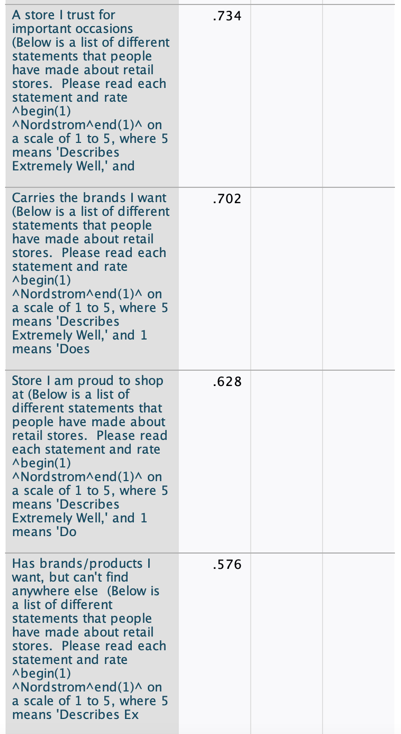 A store I trust for
.734
important occasions
(Below is a list of different
statements that people
have made about retail
stores.  Please read each
statement and rate
^begin(1)
^Nordstrom^end(1)^ on
a scale of 1 to 5, where 5
means 'Describes
Extremely Well,' and
Carries the brands I want
.702
(Below is a list of different
statements that people
have made about retail
stores.  Please read each
statement and rate
^begin(1)
^Nordstrom^end(1)^ on
a scale of 1 to 5, where 5
means 'Describes
Extremely Well,' and 1
means 'Does
Store I am proud to shop
.628
at (Below is a list of
different statements that
people have made about
retail stores.  Please read
each statement and rate
^begin(1)
^Nordstrom^end(1)^ on
a scale of 1 to 5, where 5
means 'Describes
Extremely Well,' and 1
means 'Do
Has brands/products I
.576
want, but can't find
anywhere else  (Below is
a list of different
statements that people
have made about retail
stores.  Please read each
statement and rate
^begin(1)
^Nordstrom^end(1)^ on
a scale of 1 to 5, where 5
means 'Describes Ex